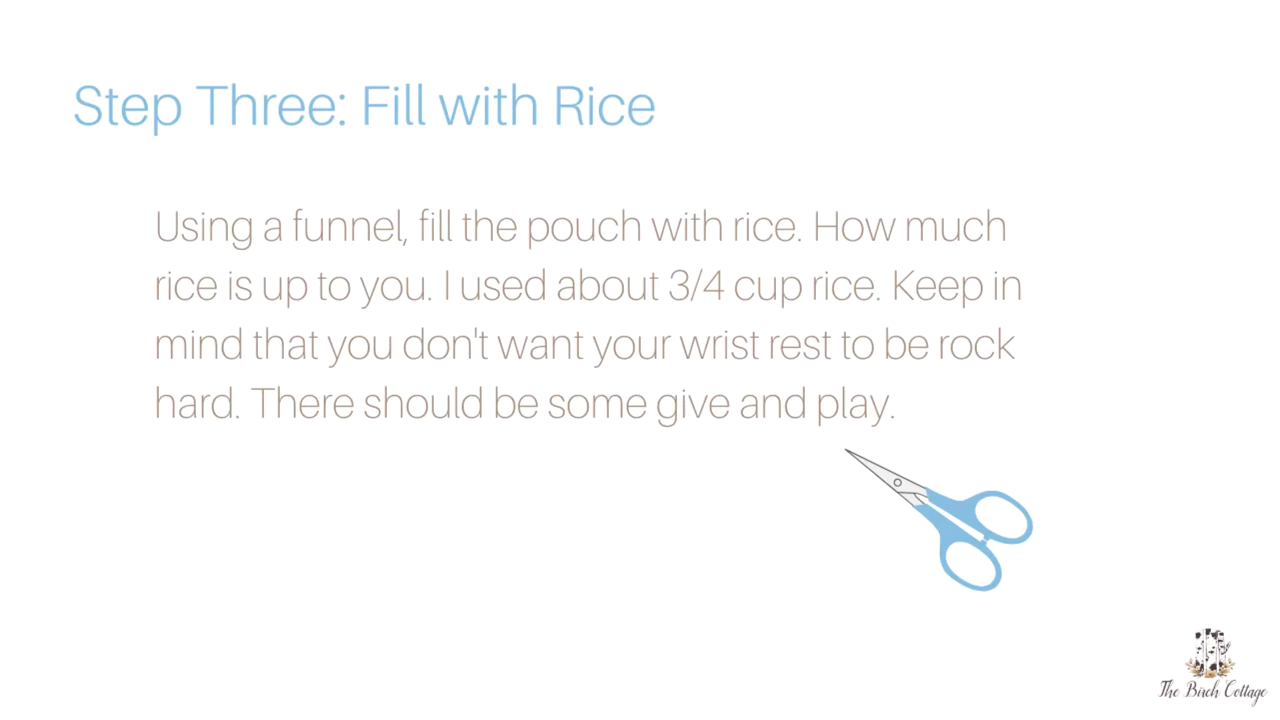 Step Three: Fill with Rice
Using a funnel, fill the pouch with rice. How much
rice is up to you. I used about 3/4 cup rice. Keep in
mind that you don't want your wrist rest to be rock
hard. There should be some give and play.
The Birch Cottage